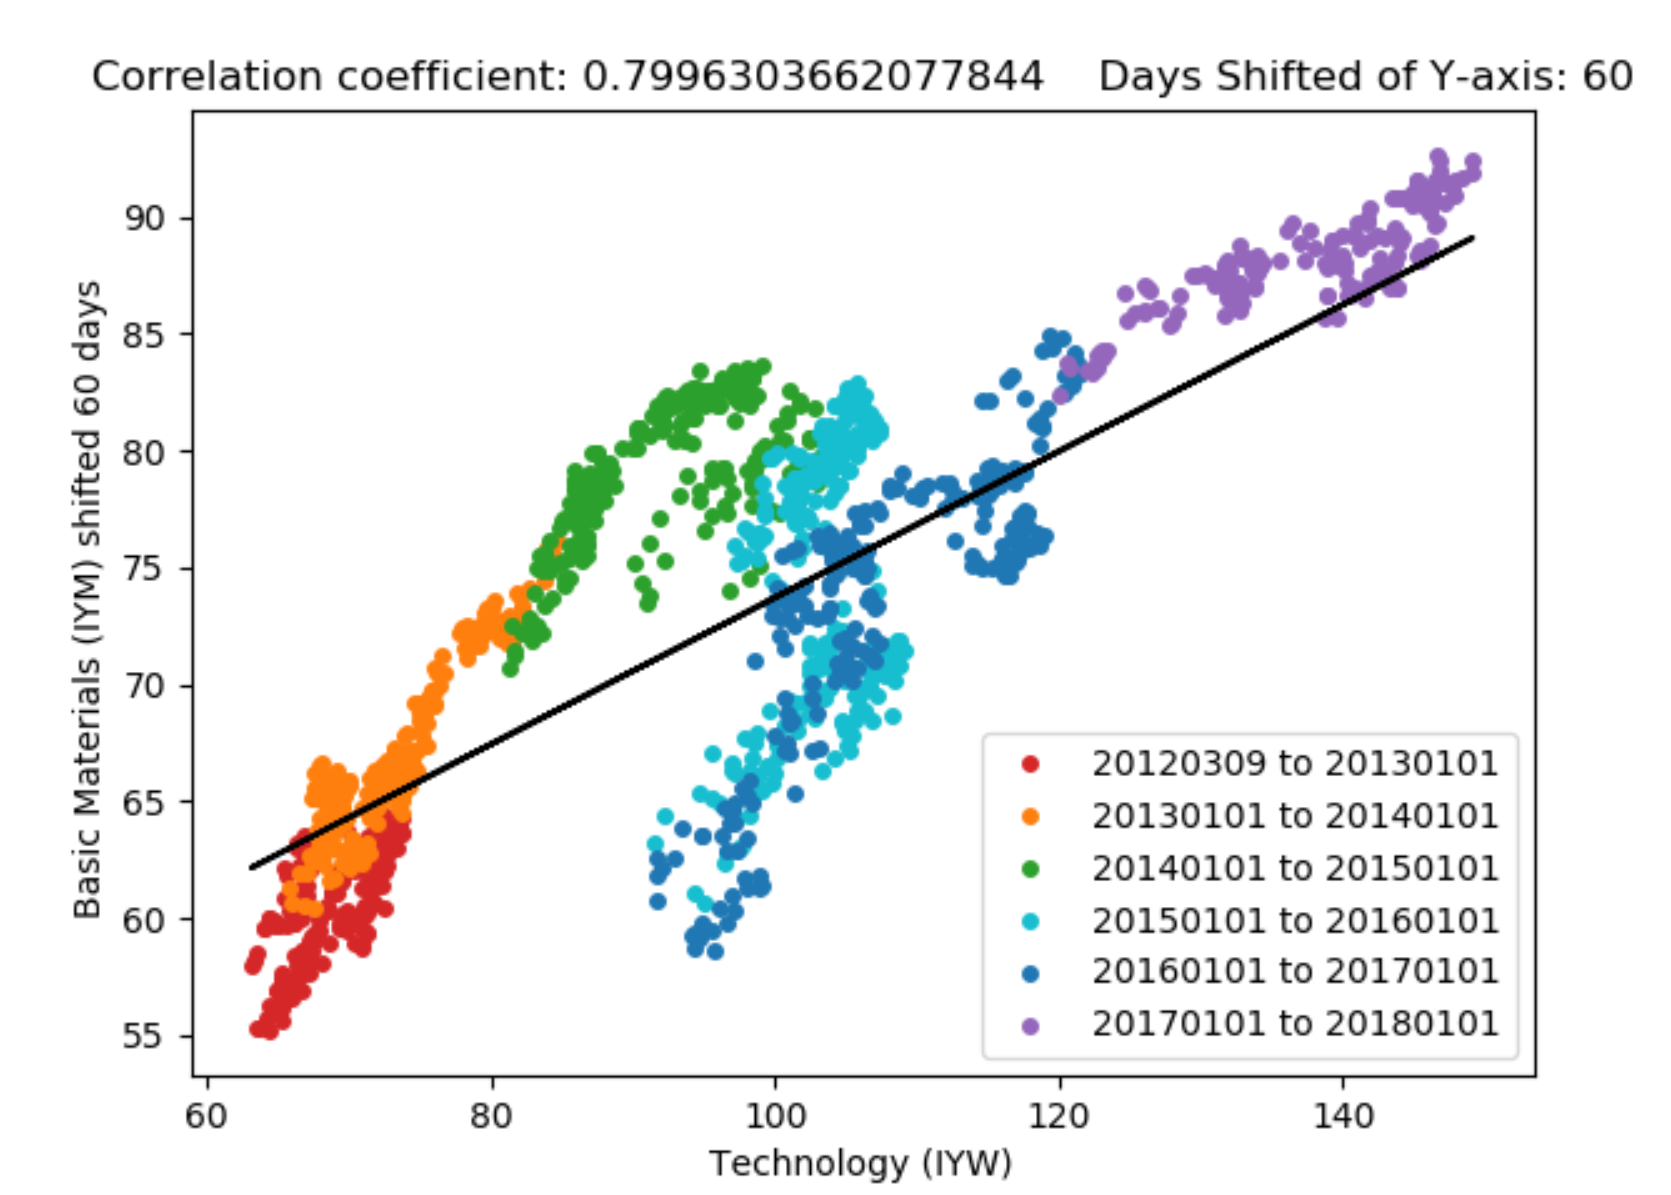 Correlation coefficient: 0.7996303662077844    Days Shifted of Y-axis: 60
Basic Materials (IYM) shifted 60 days
90
85
80
75
70
65
60
55
20120309 to 20130101
20130101 to 20140101
20140101 to 20150101
20150101 to 20160101
20160101 to 20170101
20170101 to 20180101
60 80 100 120 140
Technology (IYW)